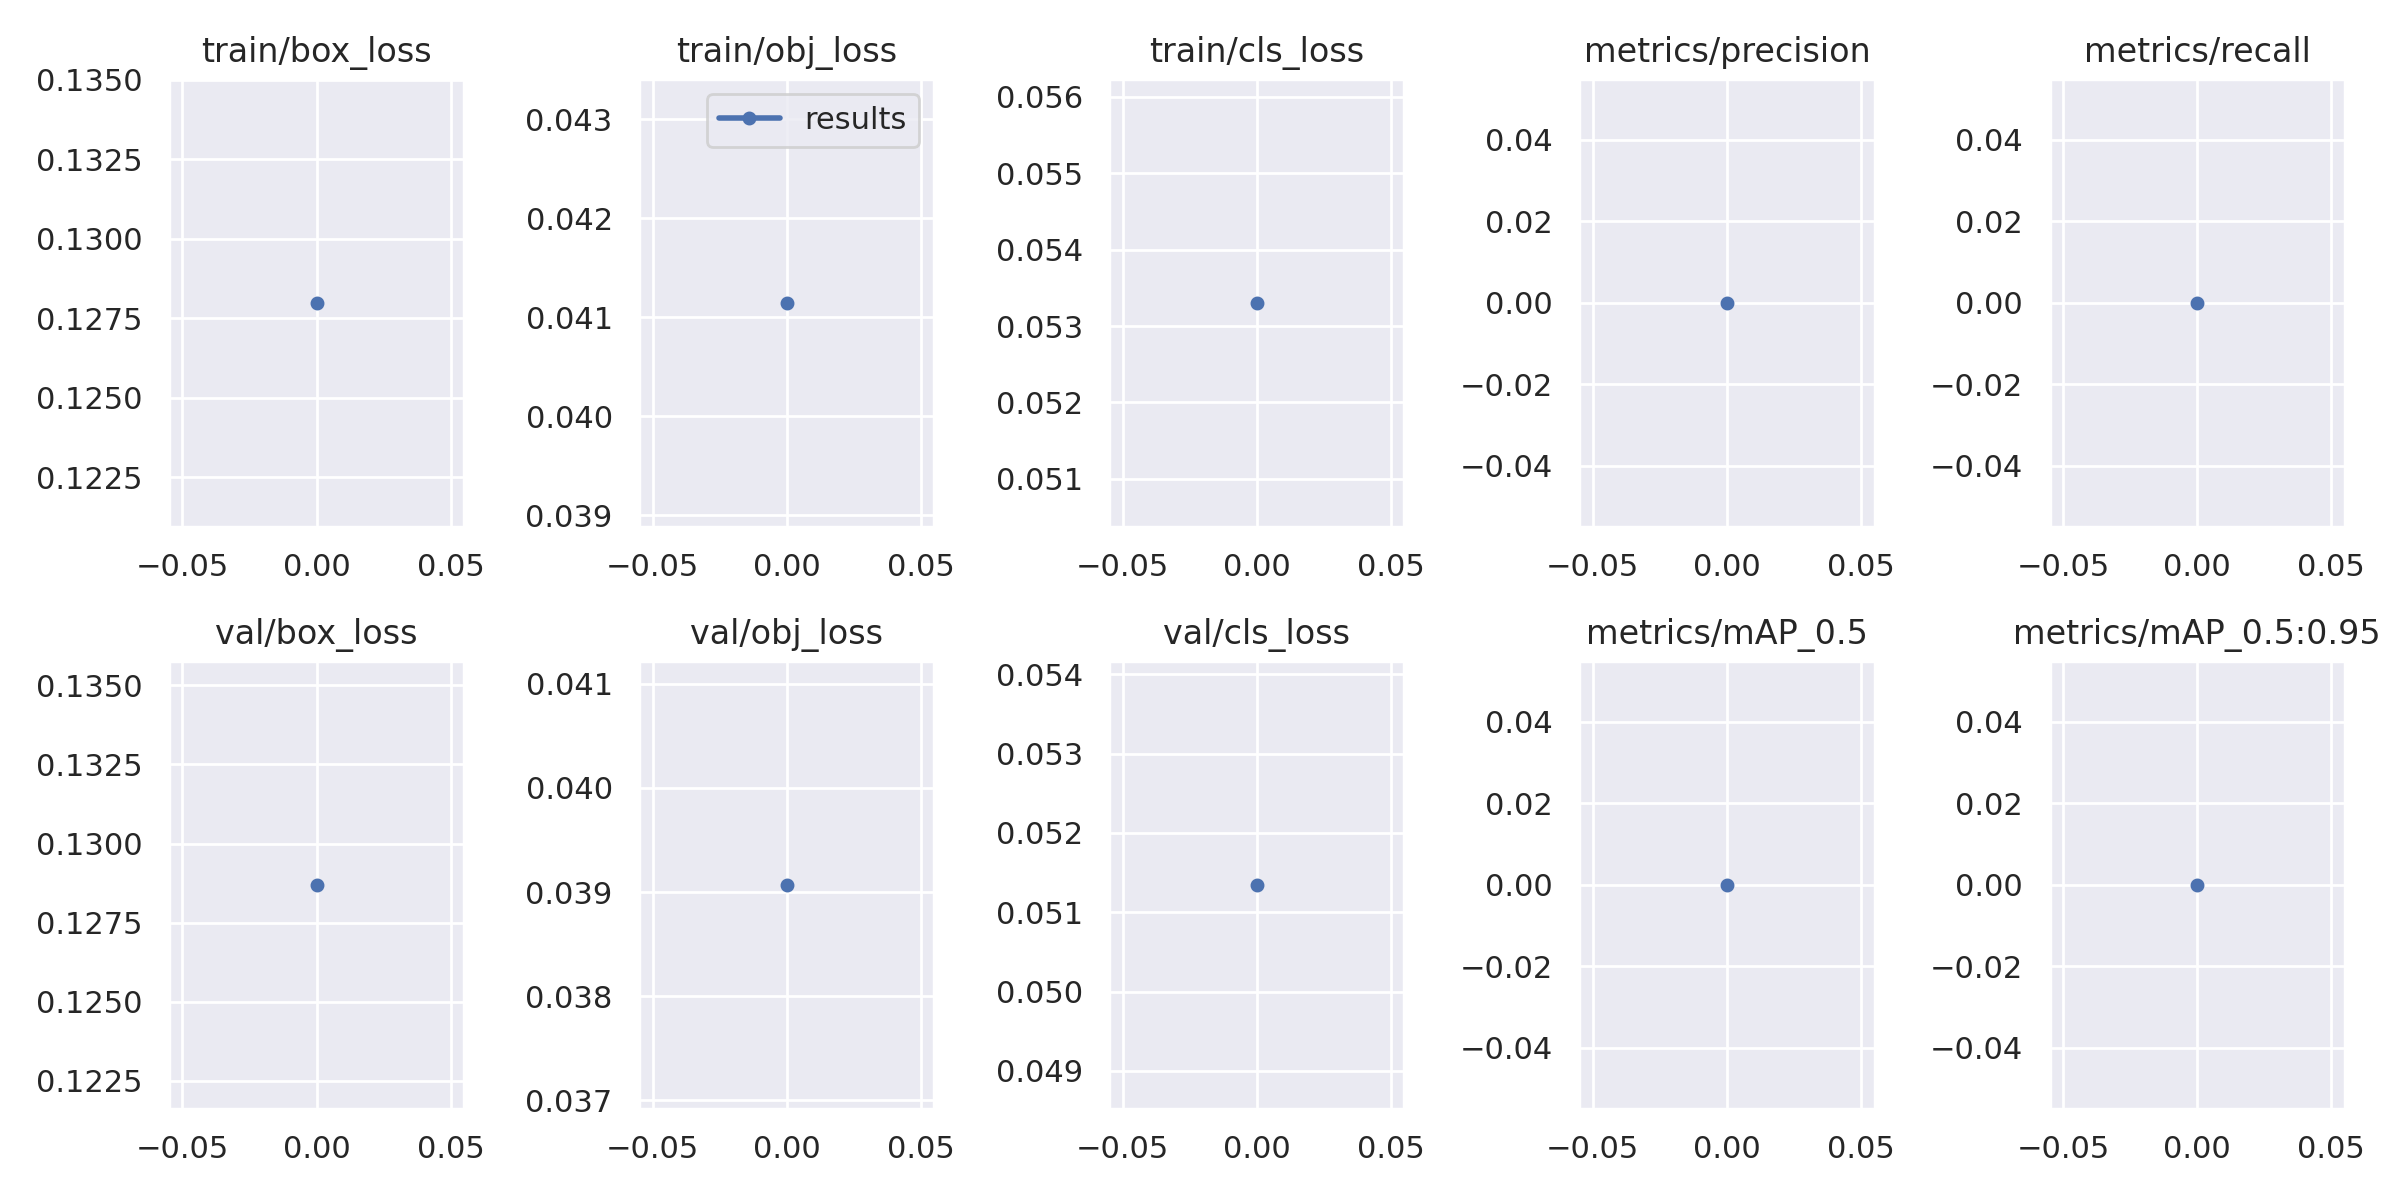 train/box_loss
0.1350
0.1325
0.1300
0.1275
0.1250
0.1225
−0.05 0.00 0.05
train/obj_loss
results
0.043
0.042
0.041
0.040
0.039
−0.05 0.00 0.05
train/cls_loss
0.056
0.055
0.054
0.053
0.052
0.051
−0.05 0.00 0.05
metrics/precision
0.04
0.02
0.00
−0.02
−0.04
−0.05 0.00 0.05
metrics/recall
0.04
0.02
0.00
−0.02
−0.04
−0.05 0.00 0.05
val/box_loss
0.1350
0.1325
0.1300
0.1275
0.1250
0.1225
−0.05 0.00 0.05
val/obj_loss
0.041
0.040
0.039
0.038
0.037
−0.05 0.00 0.05
val/cls_loss
0.054
0.053
0.052
0.051
0.050
0.049
−0.05 0.00 0.05
metrics/mAP_0.5
0.04
0.02
0.00
−0.02
−0.04
−0.05 0.00 0.05
metrics/mAP_0.5:0.95
0.04
0.02
0.00
−0.02
−0.04
−0.05 0.00 0.05